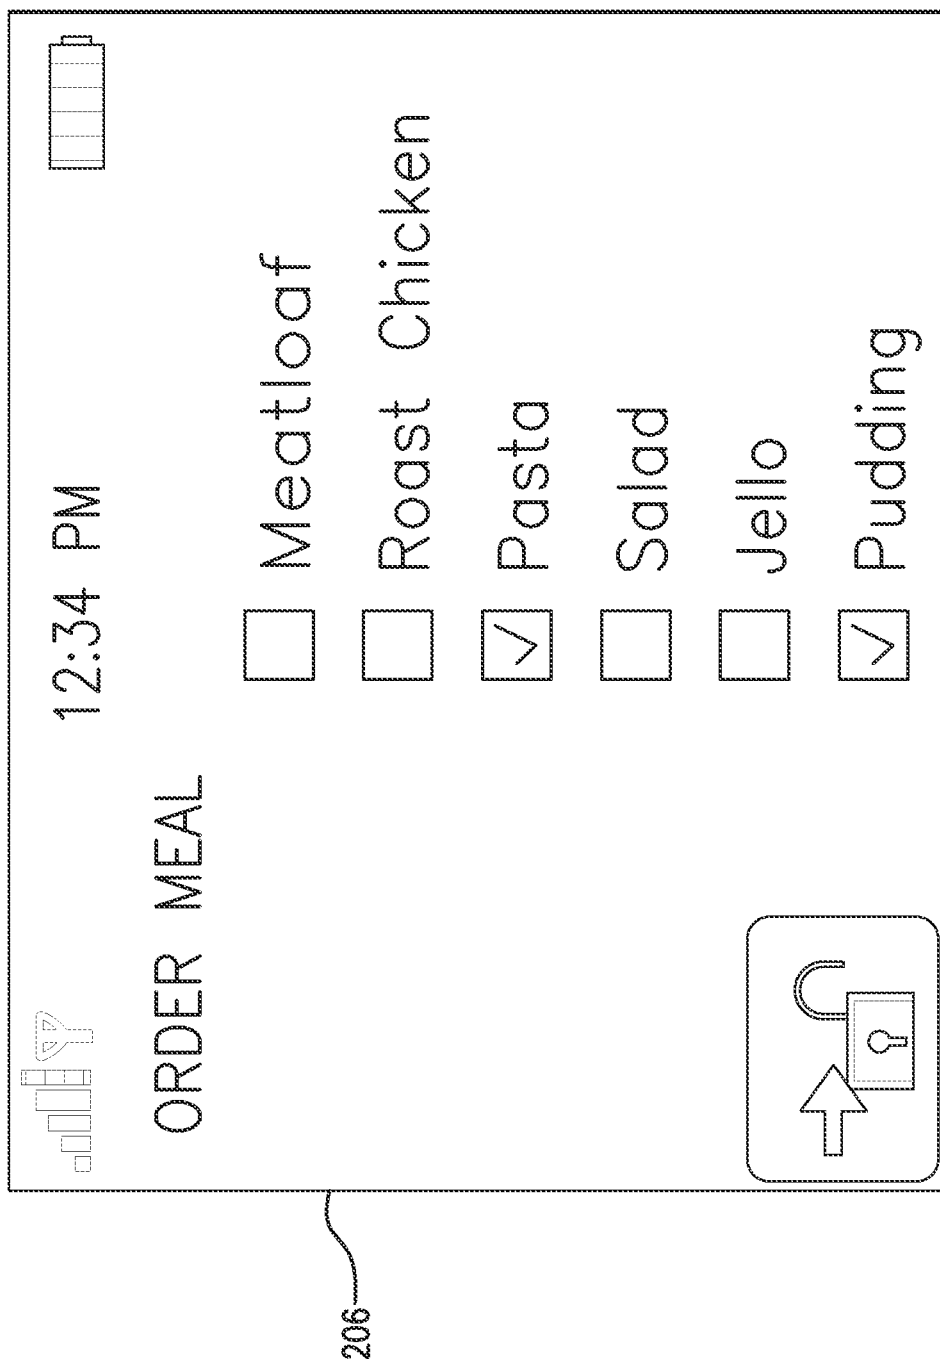 12:34 PM
ORDER MEAL
Meatloaf
Roast Chicken
Pasta
Salad
Jello
Pudding
206